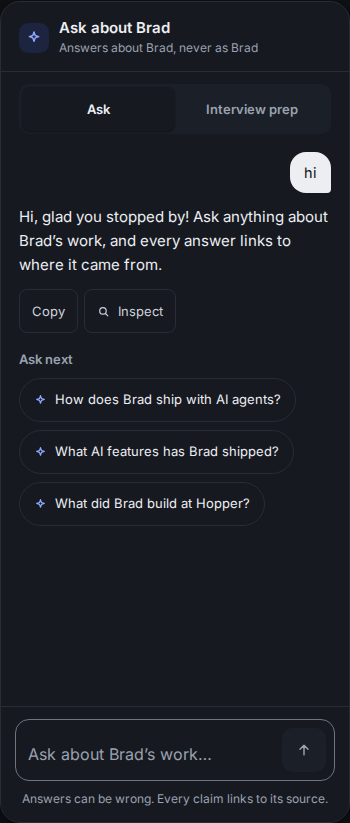 Ask about Brad
Answers about Brad, never as Brad
Ask
Interview prep
hi
Hi, glad you stopped by! Ask anything about
Brad’s work, and every answer links to
where it came from.
Copy
Inspect
Ask next
How does Brad ship with AI agents?
What AI features has Brad shipped?
What did Brad build at Hopper?
Ask about Brad’s work...
Answers can be wrong. Every claim links to its source.